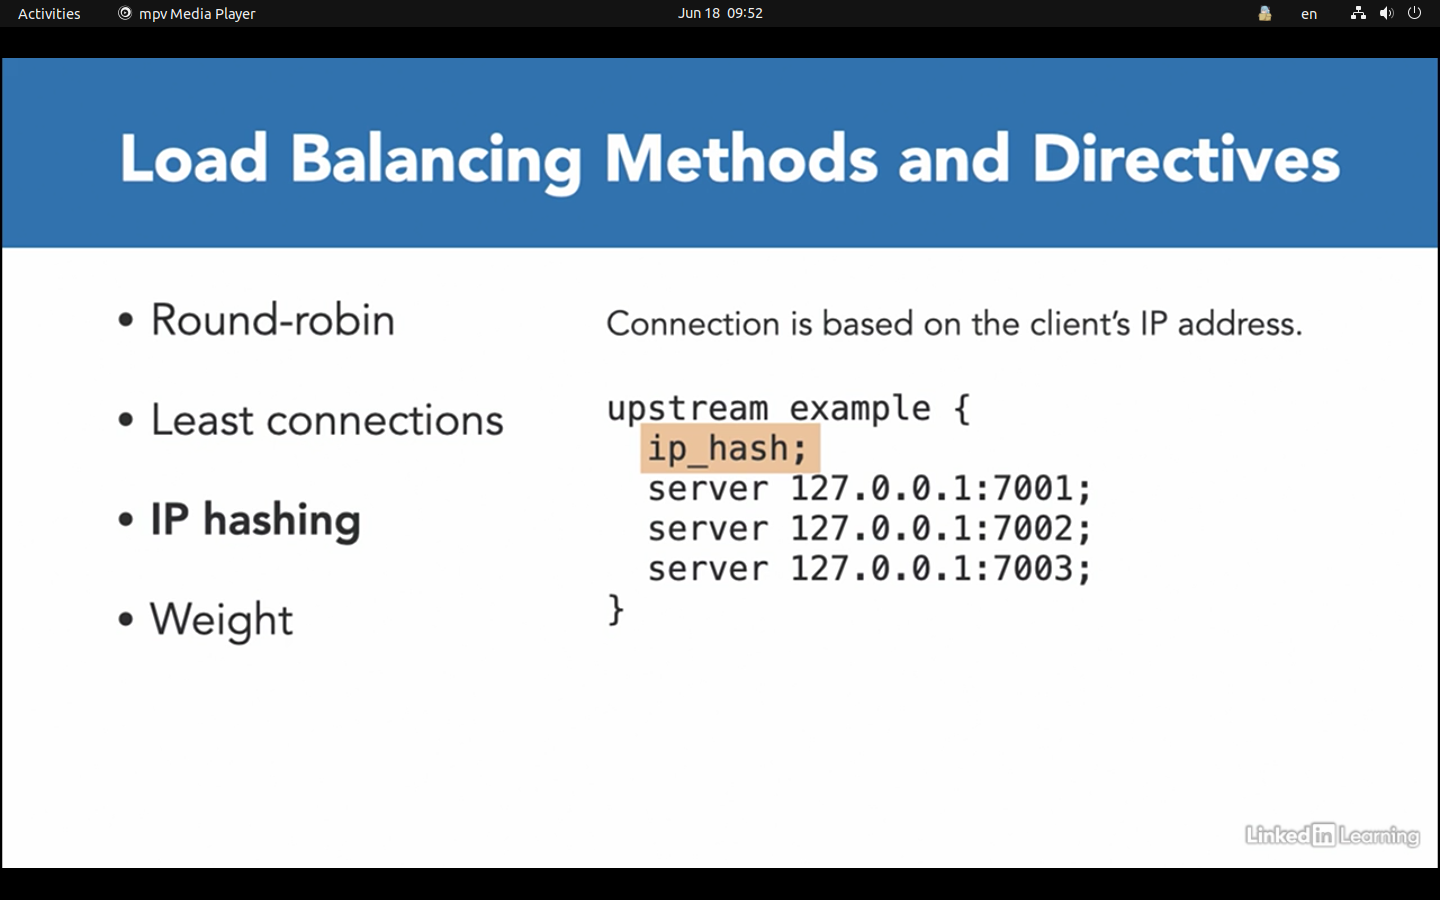 Activities mpv Media Player Jun 18 09:52 en
Load Balancing Methods and Directives
• Round-robin
• Least connections
• IP hashing
• Weight
Connection is based on the client's IP address.
upstream example {
ip_hash;
server 127.0.0.1:7001;
server 127.0.0.1:7002;
server 127.0.0.1:7003;
}
Linked in Learning